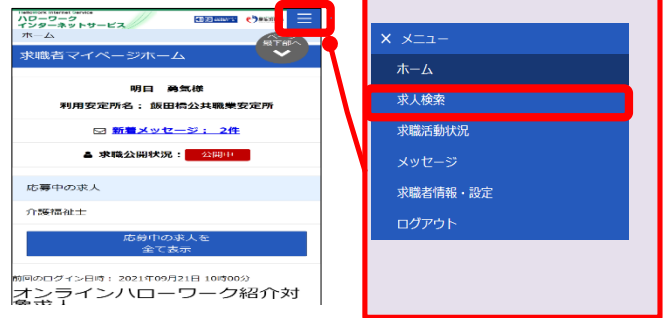 ハローワーク
インターネットサービス
ホーム
最下部へ
求職者マイページホーム
明日 勇気様
利用安定所名： 飯田橋公共職業安定所
新着メッセージ： 2件
求職公開状況： 公開中
応募中の求人
介護福祉士
応募中の求人を
全て表示
前回のログイン日時： 2021年09月21日 10時00分
オンラインハローワーク紹介対
象求人
× メニュー
ホーム
求人検索
求職活動状況
メッセージ
求職者情報・設定
ログアウト